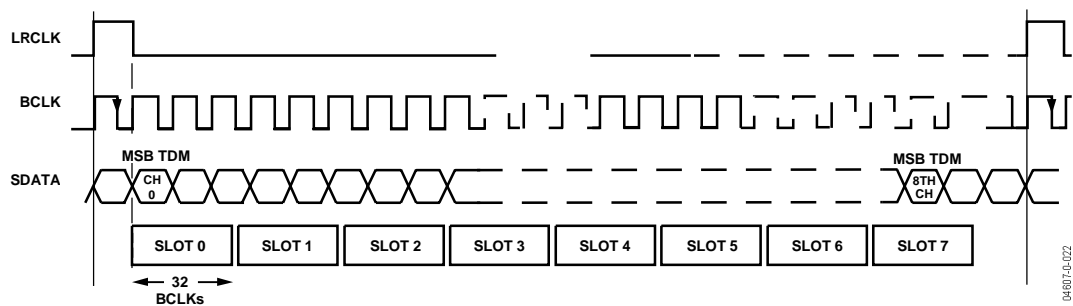 LRCLK
BCLK
MSB TDM
MSB TDM
SDATA
CH
0
8TH
CH
SLOT 0
SLOT 1
SLOT 2
SLOT 3
SLOT 4
SLOT 5
SLOT 6
SLOT 7
32
BCLKs
04607-0-022